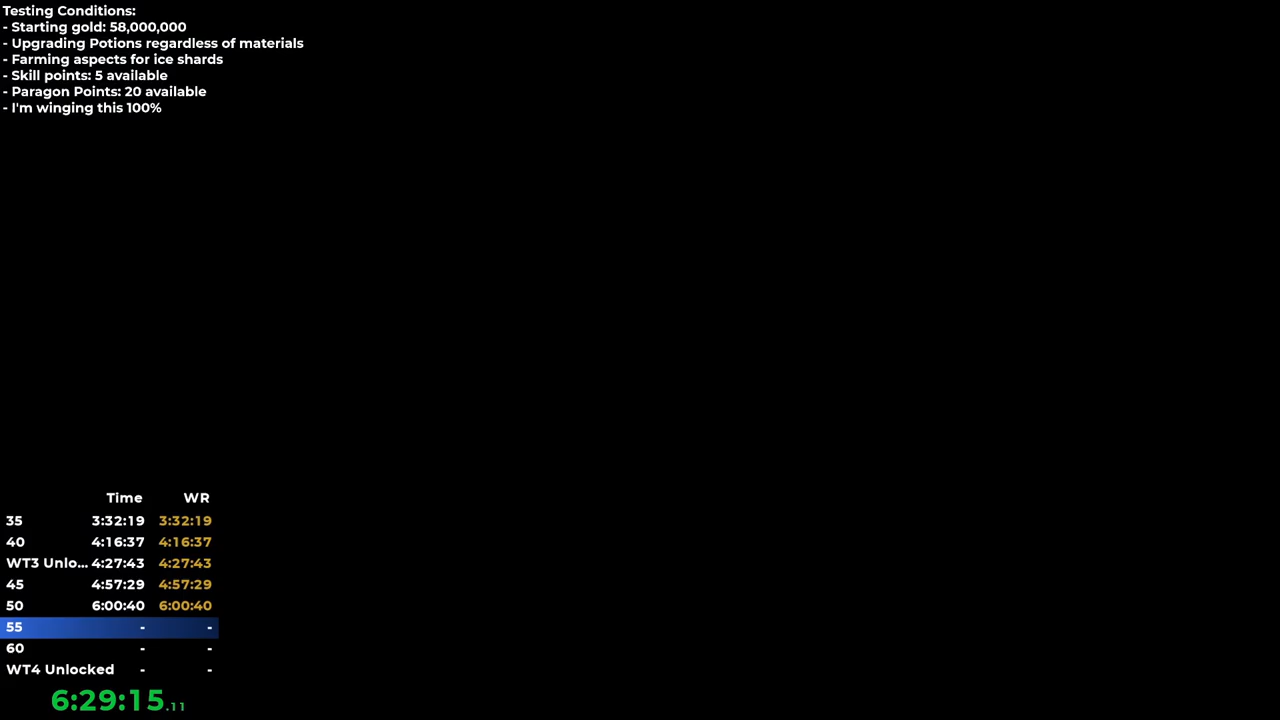 Testing Conditions:
- Starting gold: 58,000,000
- Upgrading Potions regardless of materials
- Farming aspects for ice shards
- Skill points: 5 available
- Paragon Points: 20 available
- I'm winging this 100%
Time WR
35 3:32:19 3:32:19
40 4:16:37 4:16:37
WT3 Unlo... 4:27:43 4:27:43
45 4:57:29 4:57:29
50 6:00:40 6:00:40
55 - -
60 - -
WT4 Unlocked - -
6:29:15.11